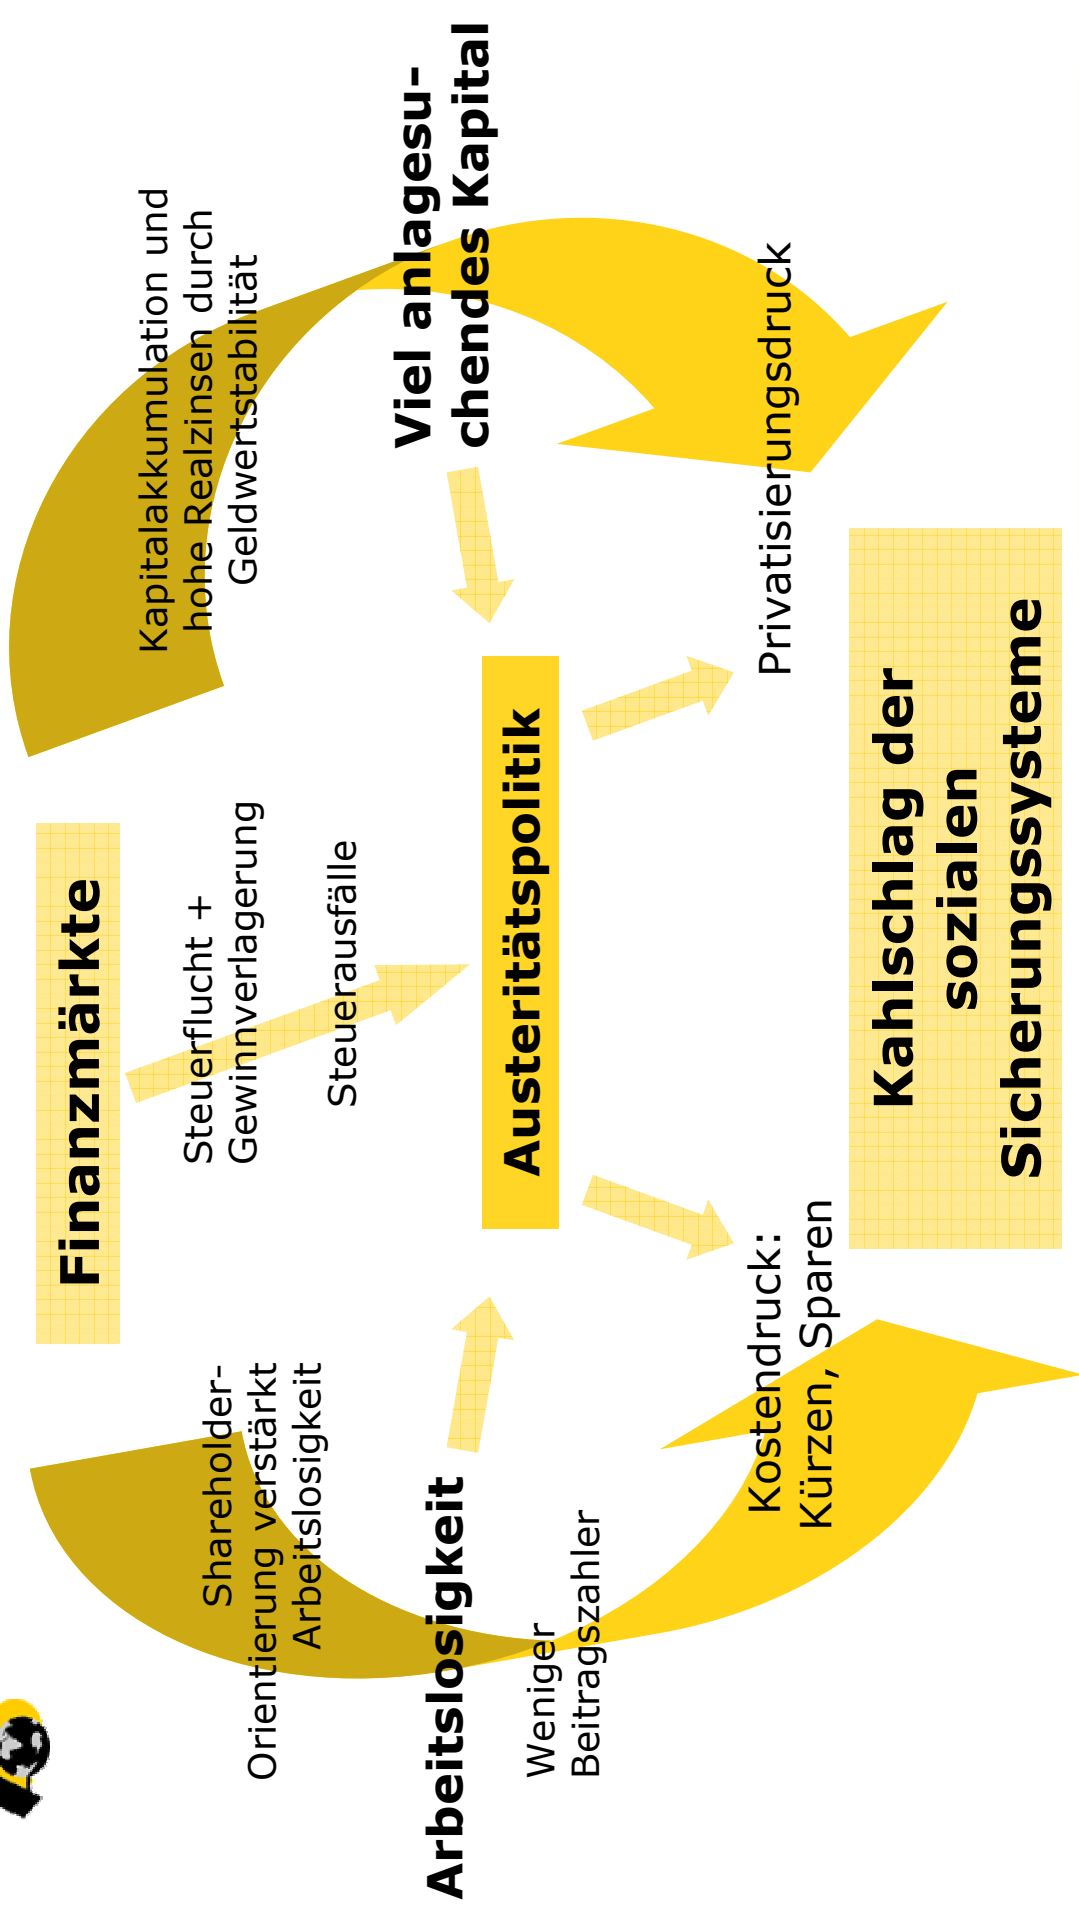 Finanzmärkte
Shareholder-
Orientierung verstärkt
Arbeitslosigkeit
Steuerflucht +
Gewinnverlagerung
Steuerausfälle
Kapitalakkumulation und
hohe Realzinsen durch
Geldwertstabilität
Arbeitslosigkeit
Viel anlagesu-
chendes Kapital
Austeritätspolitik
Weniger
Beitragszahler
Kostendruck:
Kürzen, Sparen
Privatisierungsdruck
Kahlschlag der
sozialen
Sicherungssysteme